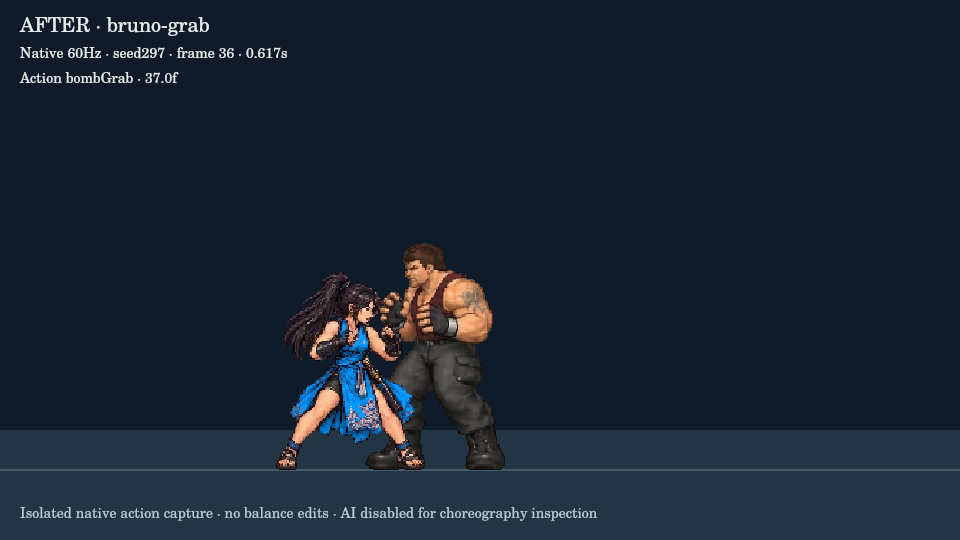 AFTER · bruno-grab
Native 60Hz · seed297 · frame 36 · 0.617s
Action bombGrab · 37.0f
Isolated native action capture · no balance edits · AI disabled for choreography inspection